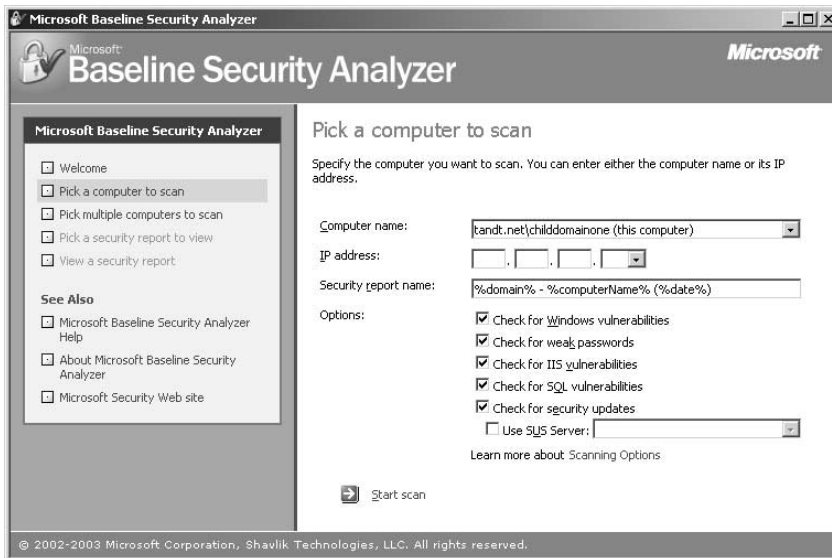 Microsoft Baseline Security Analyzer
Microsoft
Baseline Security Analyzer
Microsoft
Microsoft Baseline Security Analyzer
Welcome
Pick a computer to scan
Pick multiple computers to scan
Pick a security report to view
View a security report
See Also
Microsoft Baseline Security Analyzer
Help
About Microsoft Baseline Security
Analyzer
Microsoft Security Web site
Pick a computer to scan
Specify the computer you want to scan. You can enter either the computer name or its IP
address.
Computer name: tandt.net\childdomainone (this computer)
IP address: . . .
Security report name: %domain% - %computerName% (%date%)
Options:
Check for Windows vulnerabilities
Check for weak passwords
Check for IIS vulnerabilities
Check for SQL vulnerabilities
Check for security updates
Use SUS Server:
Learn more about Scanning Options
Start scan
© 2002-2003 Microsoft Corporation, Shavlik Technologies, LLC. All rights reserved.